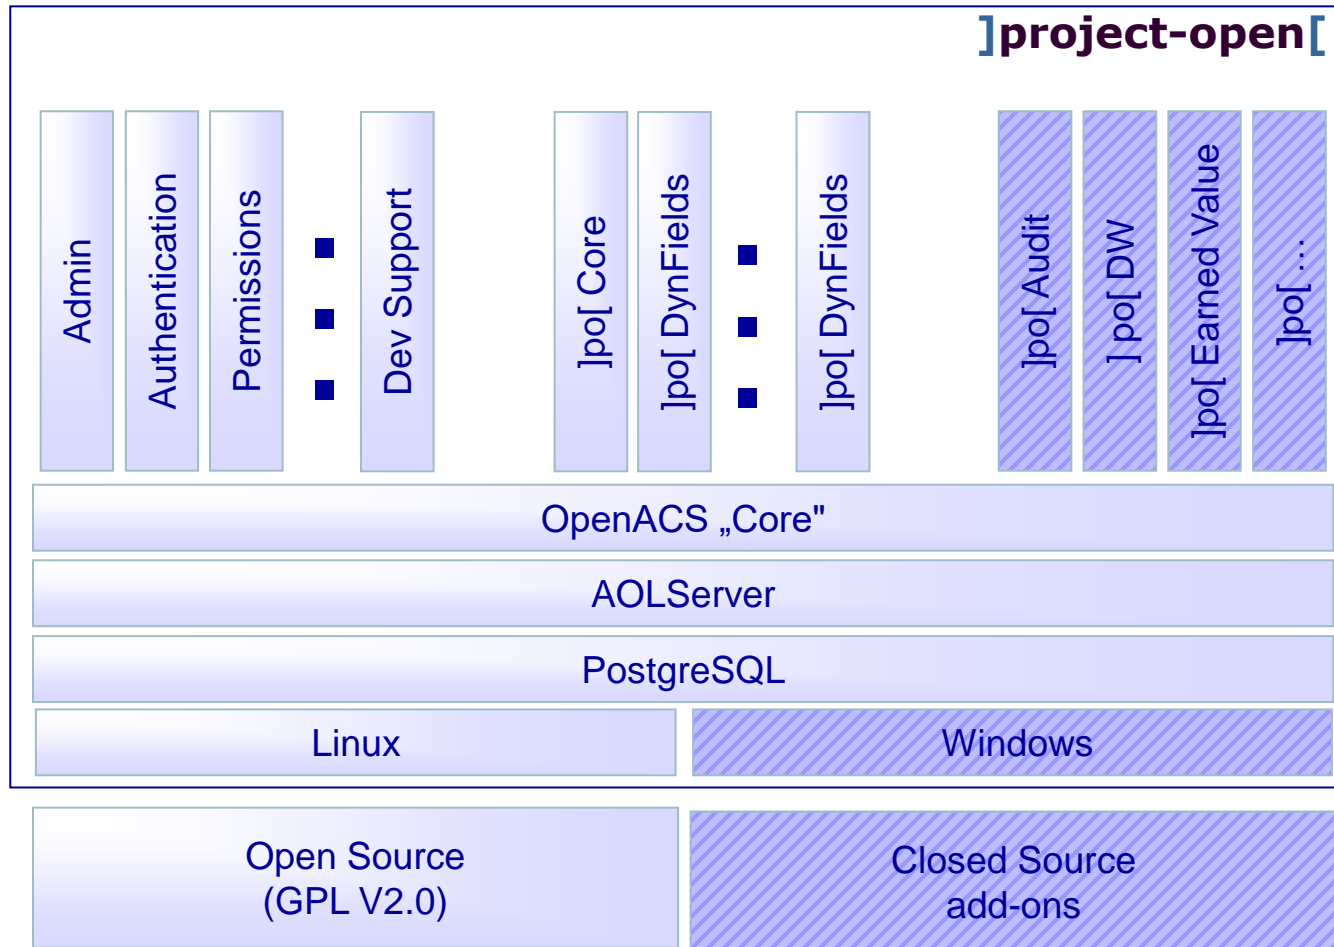 ]project-open[
Admin
Authentication
Permissions
Dev Support
]po[ Core
]po[ DynFields
]po[ DynFields
]po[ Audit
] po[ DW
]po[ Earned Value
]po[ …
OpenACS „Core"
AOLServer
PostgreSQL
Linux
Windows
Open Source
(GPL V2.0)
Closed Source
add-ons